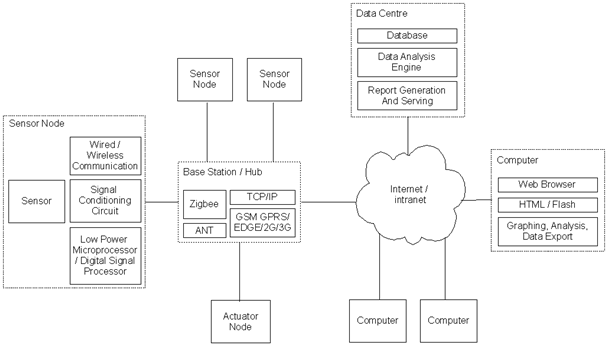 Data Centre
Database
Data Analysis
Engine
Report Generation
And Serving
Sensor
Node
Sensor
Node
Sensor Node
Wired /
Wireless
Communication
Sensor
Signal
Conditioning
Circuit
Low Power
Microprocessor
/ Digital Signal
Processor
Base Station / Hub
Zigbee
ANT
TCP/IP
GSM GPRS/
EDGE/2G/3G
Internet /
intranet
Computer
Web Browser
HTML / Flash
Graphing, Analysis,
Data Export
Actuator
Node
Computer
Computer